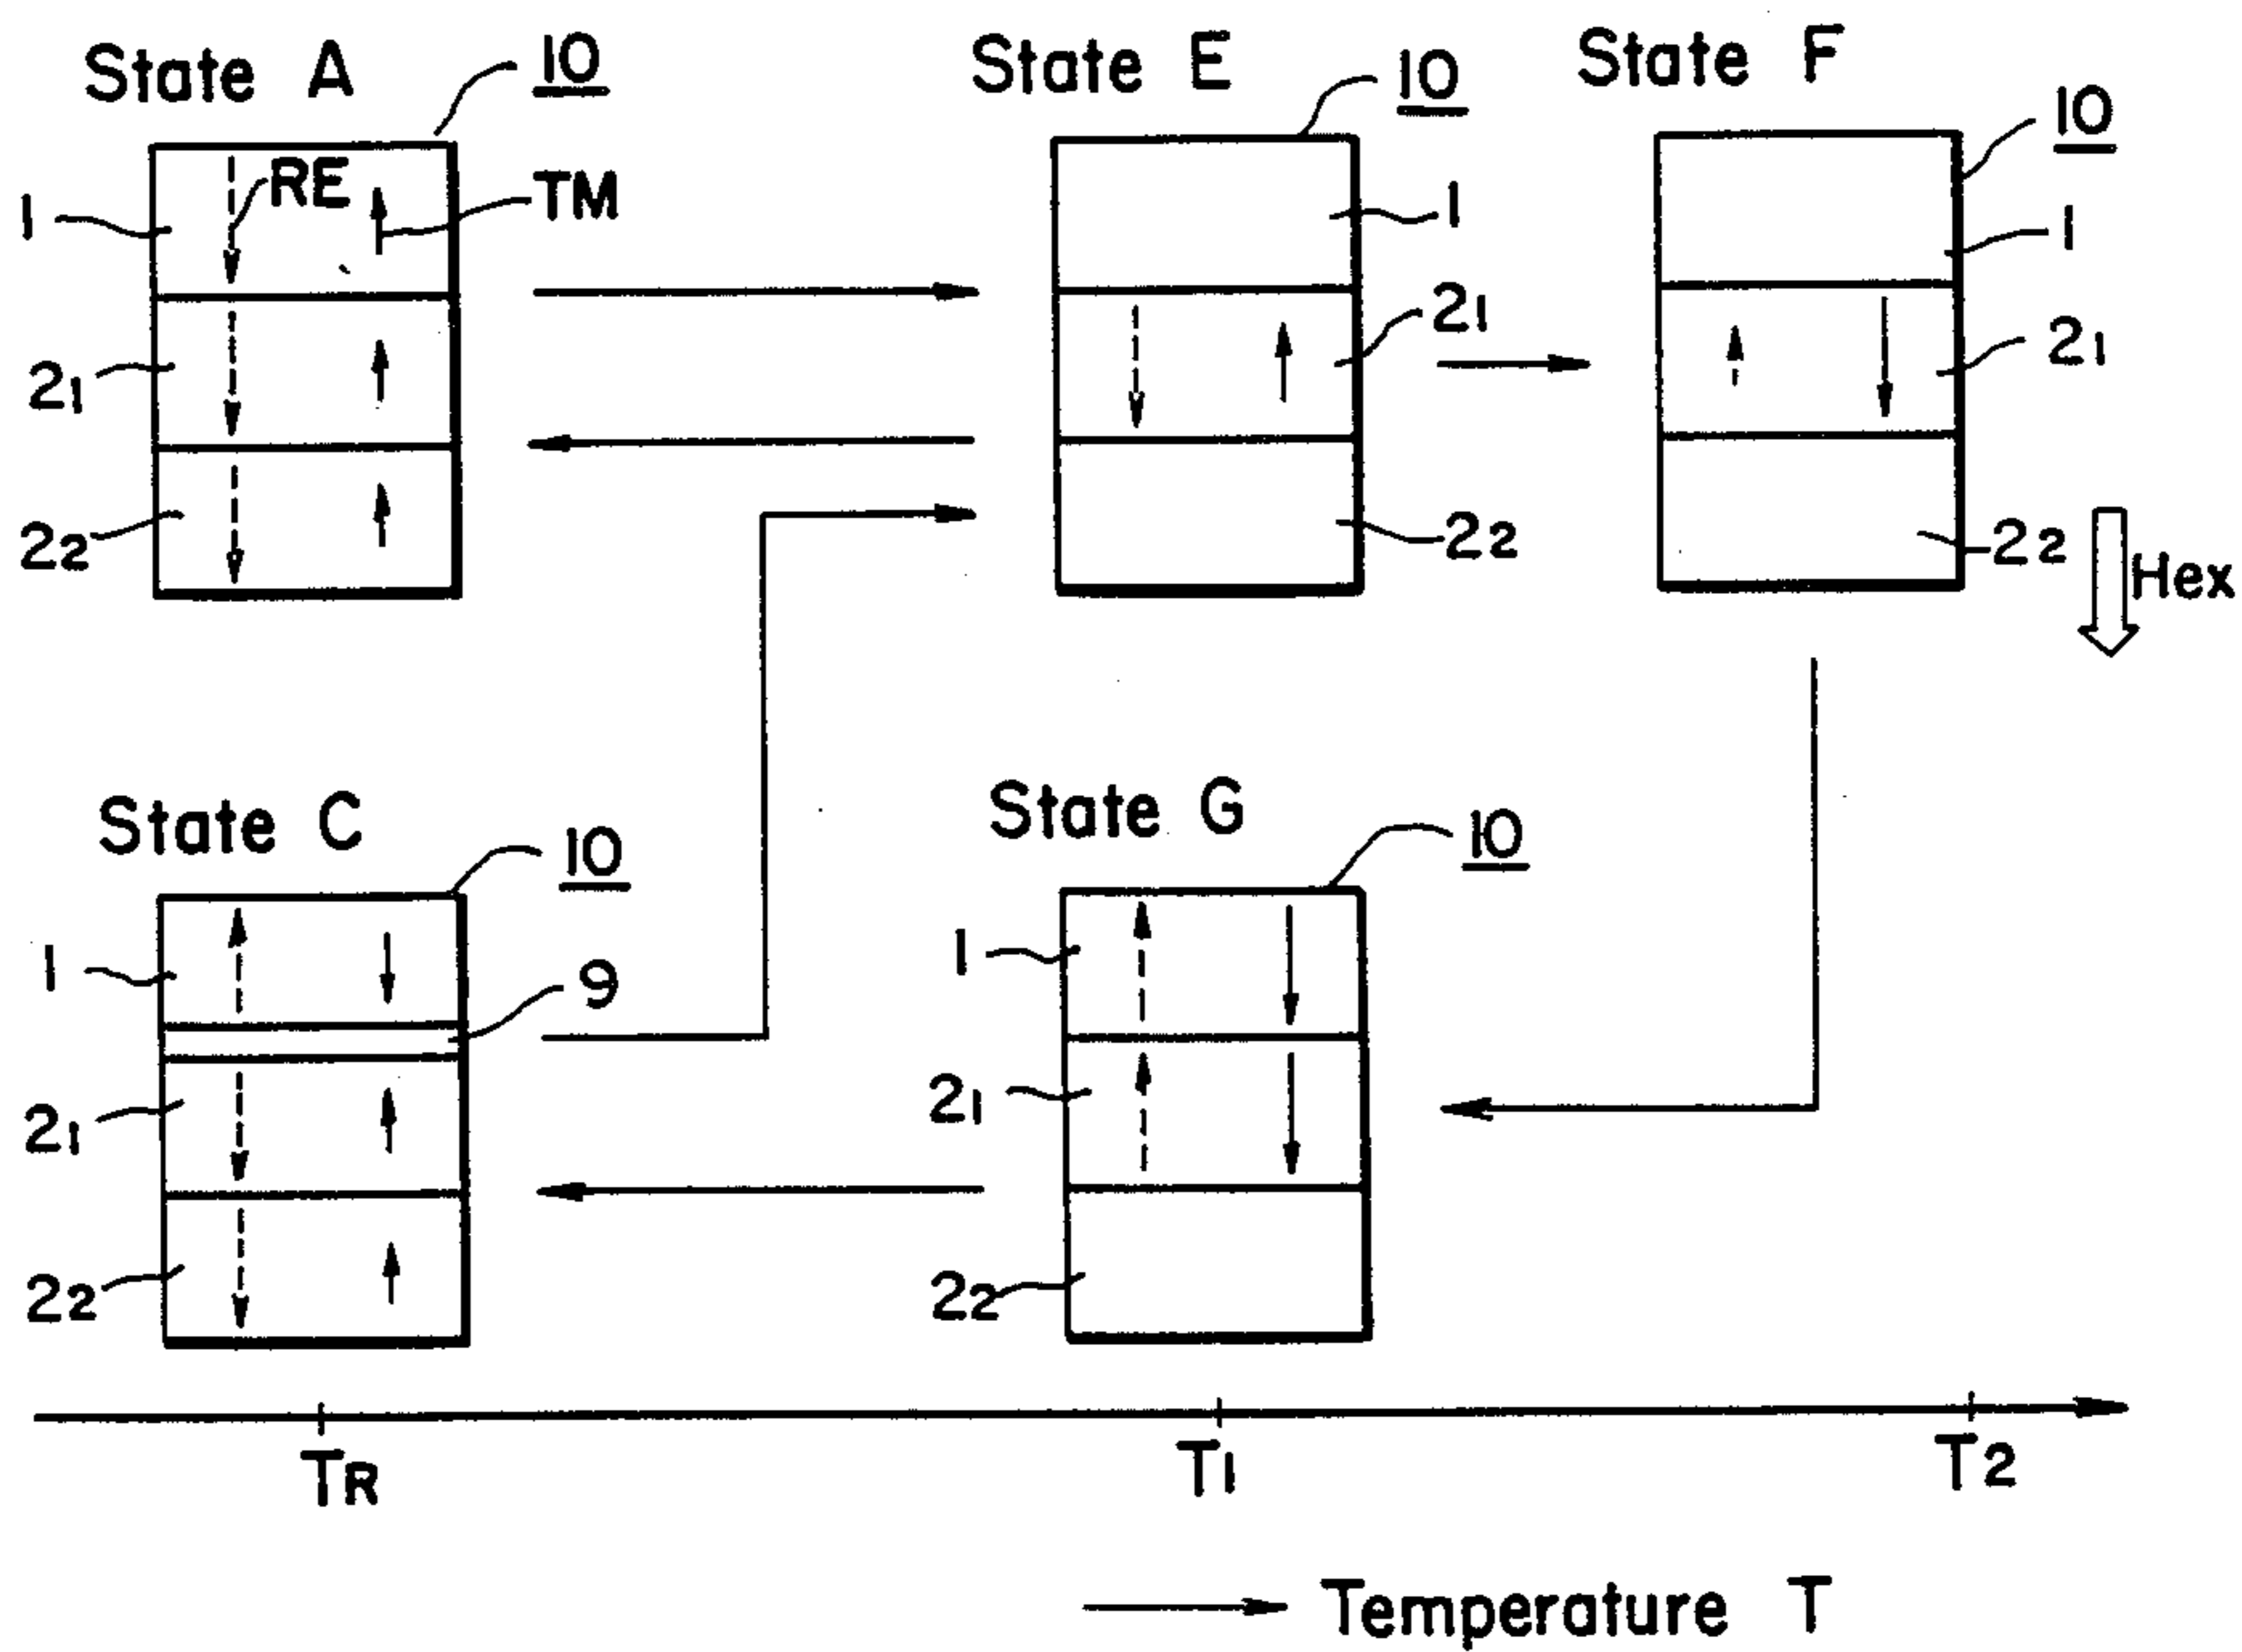 State A
10
RE
TM
1
21
22
State E
10
1
21
22
State F
10
1
21
22
Hex
State C
10
1
9
21
22
State G
10
1
21
22
TR
T1
T2
Temperature T